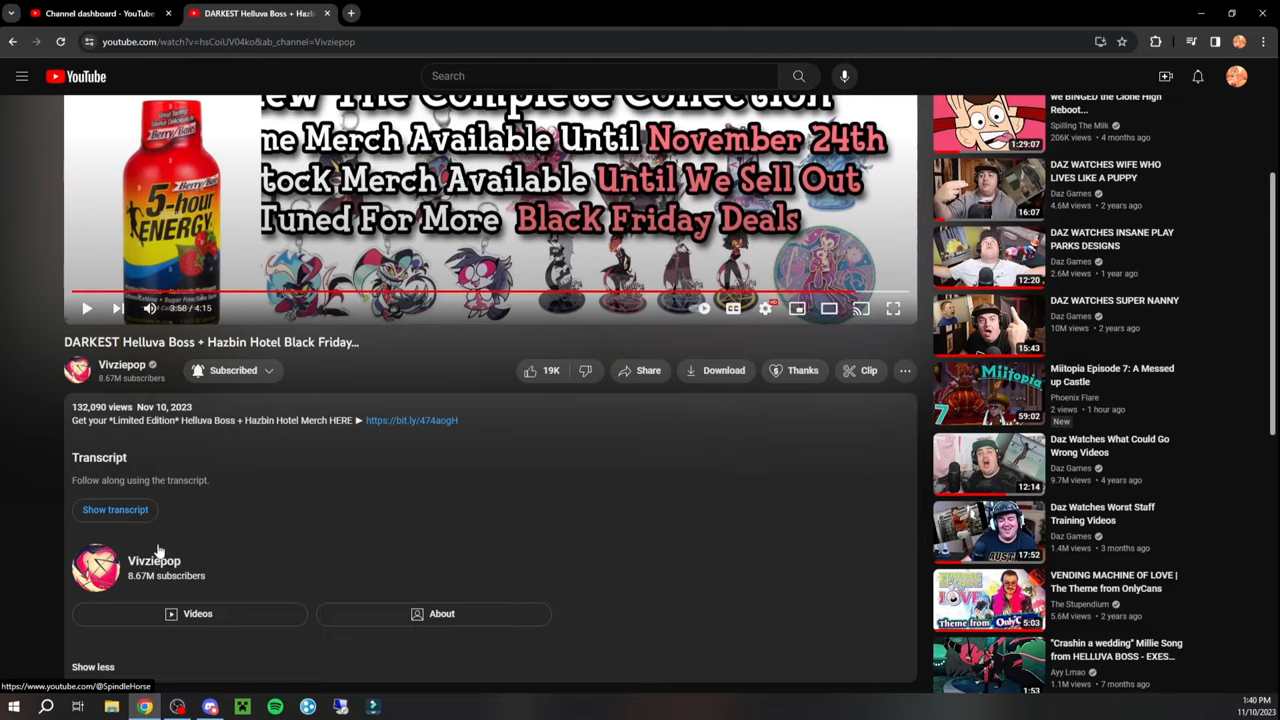 Channel dashboard - YouTube
DARKEST Helluva Boss + Hazb
youtube.com/watch?v=hsCoiUV04ko&ab_channel=Vivziepop
YouTube
Search
The Complete Collection
me Merch Available Until November 24th
tock Merch Available Until We Sell Out
Tuned For More Black Friday Deals
Berry
5-hour
ENERGY
3:58 / 4:15
CC
HD
DARKEST Helluva Boss + Hazbin Hotel Black Friday...
Vivziepop
8.67M subscribers
Subscribed
19K
Share
Download
Thanks
Clip
132,090 views Nov 10, 2023
Get your *Limited Edition* Helluva Boss + Hazbin Hotel Merch HERE ► https://bit.ly/474aogH
Transcript
Follow along using the transcript.
Show transcript
Vivziepop
8.67M subscribers
Videos
About
Show less
https://www.youtube.com/@SpindleHorse
we BINGED the Clone High
Reboot...
Spilling The Milk
206K views • 4 months ago
1:29:07
DAZ WATCHES WIFE WHO
LIVES LIKE A PUPPY
Daz Games
4.6M views • 2 years ago
16:07
DAZ WATCHES INSANE PLAY
PARKS DESIGNS
Daz Games
2.6M views • 1 year ago
12:20
DAZ WATCHES SUPER NANNY
Daz Games
10M views • 2 years ago
15:43
Miitopia Episode 7: A Messed
up Castle
Phoenix Flare
2 views • 1 hour ago
New
Miitopia
7
59:02
Daz Watches What Could Go
Wrong Videos
Daz Games
9.7M views • 4 years ago
12:14
Daz Watches Worst Staff
Training Videos
Daz Games
1.4M views • 3 months ago
17:52
VENDING MACHINE OF LOVE |
The Theme from OnlyCans
The Stupendium
5.6M views • 2 years ago
5:03
"Crashin a wedding" Millie Song
from HELLUVA BOSS - EXES...
Ayy Lmao
1.1M views • 7 months ago
1:53
1:40 PM
11/10/2023